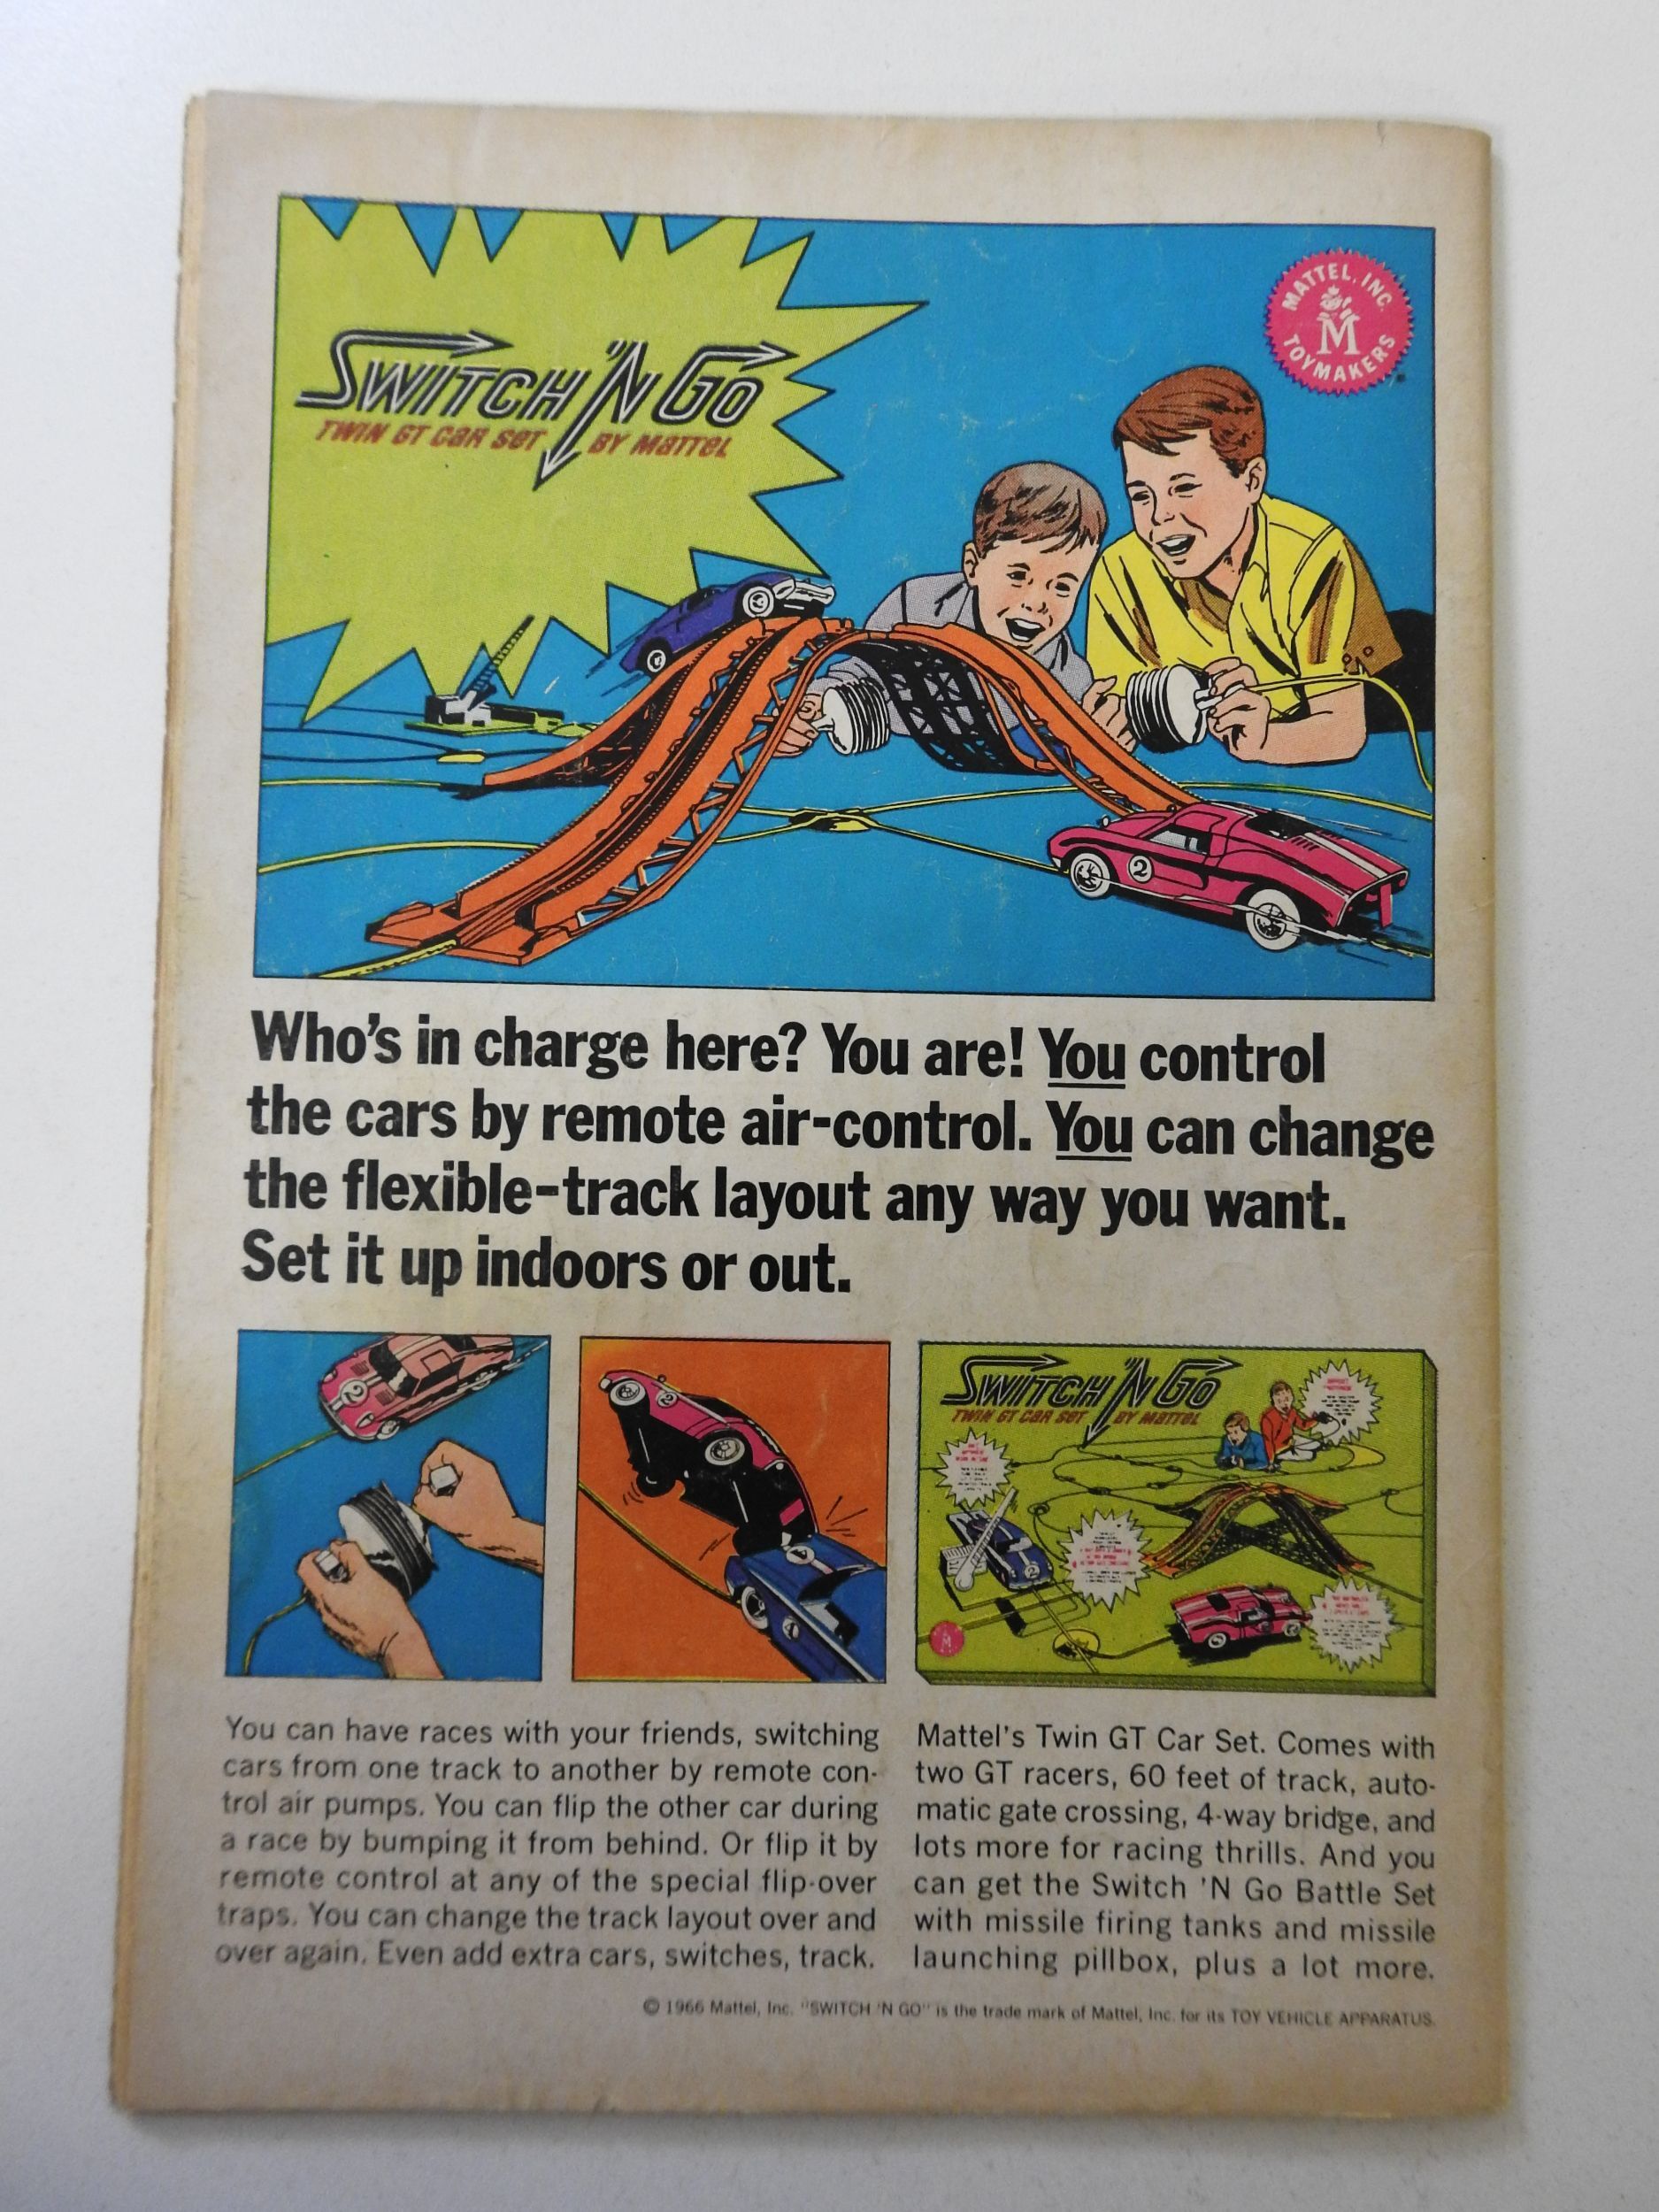 SWITCH 'N GO
TWIN GT CAR SET BY MATTEL
MATTEL, INC.
M
TOYMAKERS
2
Who's in charge here? You are! You control
the cars by remote air-control. You can change
the flexible-track layout any way you want.
Set it up indoors or out.
2
2
4
4
SWITCH 'N GO
TWIN GT CAR SET BY MATTEL
2
M
You can have races with your friends, switching
cars from one track to another by remote con-
trol air pumps. You can flip the other car during
a race by bumping it from behind. Or flip it by
remote control at any of the special flip-over
traps. You can change the track layout over and
over again. Even add extra cars, switches, track.
Mattel's Twin GT Car Set. Comes with
two GT racers, 60 feet of track, auto-
matic gate crossing, 4-way bridge, and
lots more for racing thrills. And you
can get the Switch 'N Go Battle Set
with missile firing tanks and missile
launching pillbox, plus a lot more.
© 1966 Mattel, Inc. "SWITCH 'N GO" is the trade mark of Mattel, Inc. for its TOY VEHICLE APPARATUS.